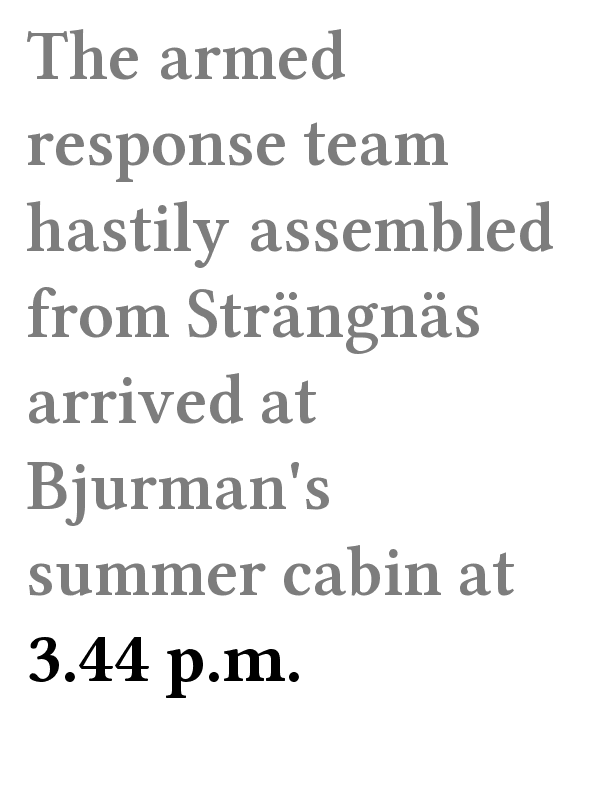 The armed
response team
hastily assembled
from Strängnäs
arrived at
Bjurman's
summer cabin at
3.44 p.m.